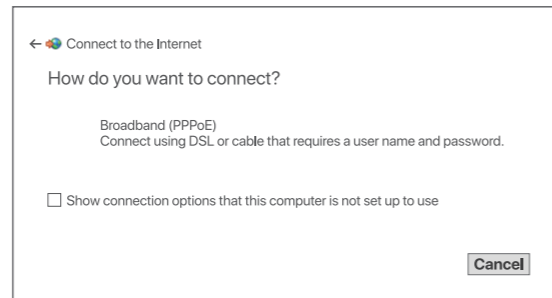 Connect to the Internet
How do you want to connect?
Broadband (PPPoE)
Connect using DSL or cable that requires a user name and password.
Show connection options that this computer is not set up to use
Cancel